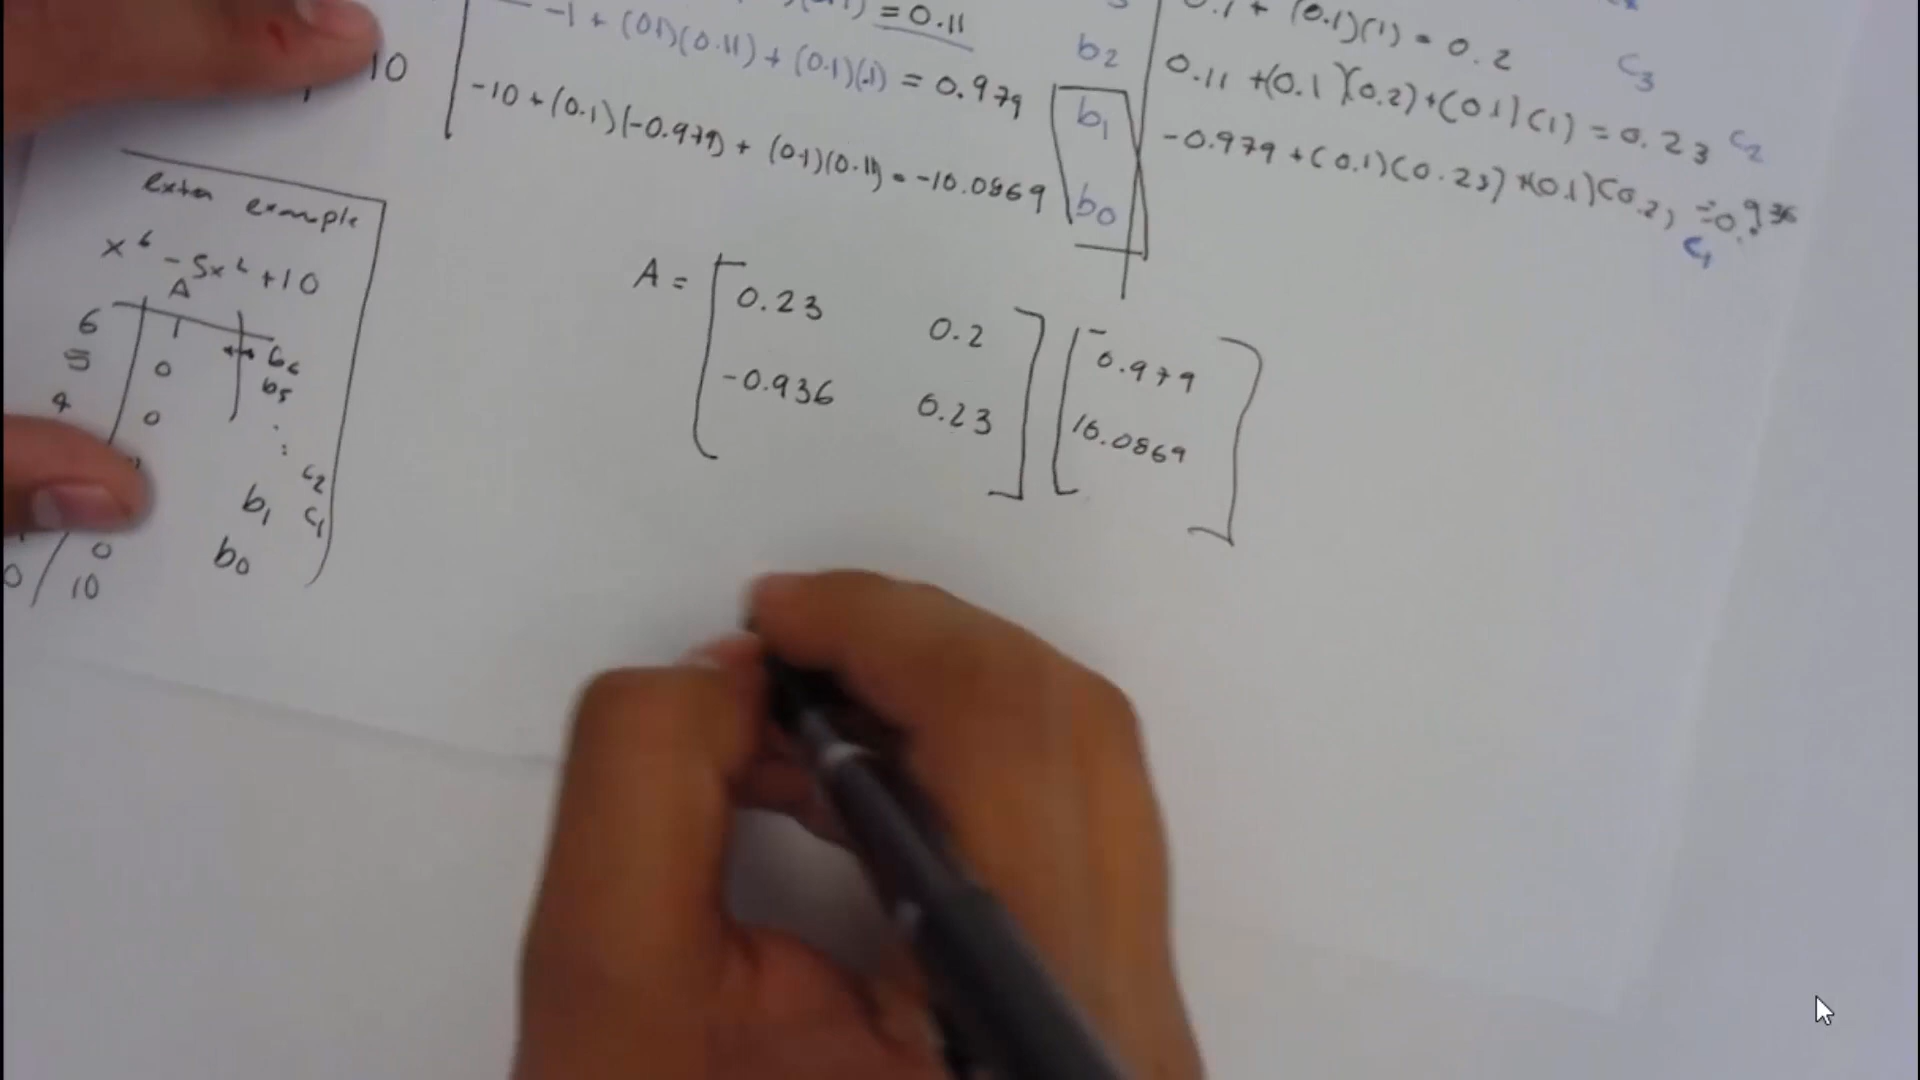 = 0.11
-1 + (0.1)(0.11) + (0.1)(.1) = 0.979
10
-10 + (0.1)(-0.979) + (0.1)(0.11) = -10.0869
b2
b1
b0
0.1 + (0.1)(1) = 0.2
c3
0.11 + (0.1)(0.2) + (0.1)(1) = 0.23 c2
-0.979 + (0.1)(0.23) + (0.1)(0.2) = -0.936
c1
extra example
x^6 - 5x^2 + 10
A
6 1 b6
5 0 b5
4 0
c2
b1 c1
0 b0
0 10
A = [ 0.23 0.2 ] [ -0.979 ]
[ -0.936 0.23 ] [ 10.0869 ]